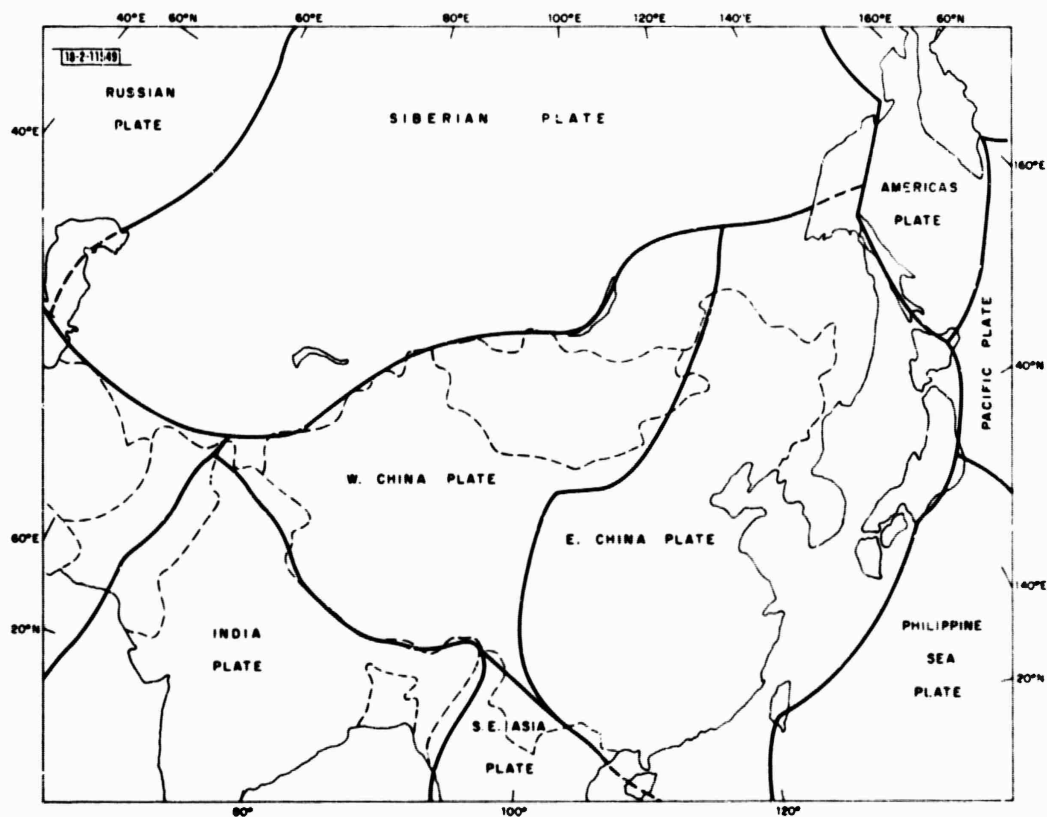 40°E 60°N 60°E 80°E 100°E 120°E 140°E 160°E 60°N
18-2-11549
RUSSIAN
PLATE
SIBERIAN PLATE
40°E
160°E
AMERICAS
PLATE
PACIFIC PLATE
40°N
W. CHINA PLATE
E. CHINA PLATE
60°E
140°E
20°N
INDIA
PLATE
PHILIPPINE
SEA
PLATE
20°N
S.E. ASIA
PLATE
80° 100° 120°